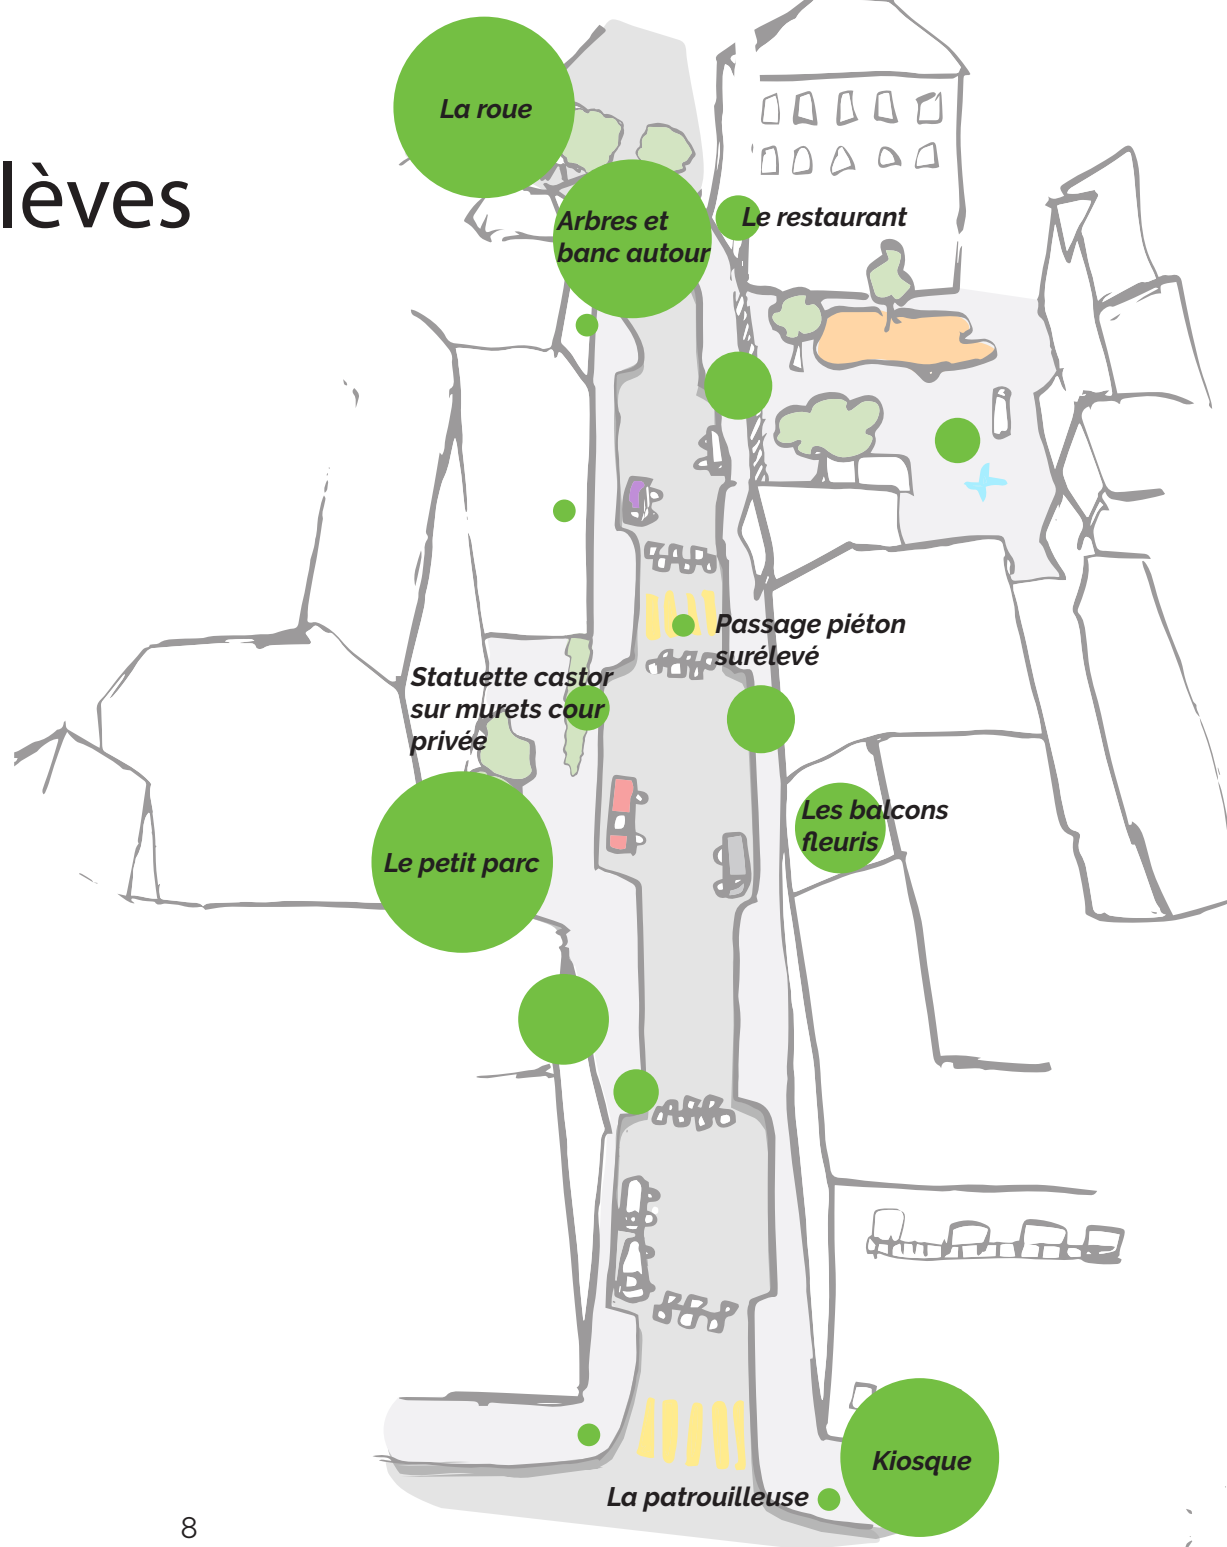 La roue
lèves
Arbres et
banc autour
Le restaurant
Passage piéton
surélevé
Statuette castor
sur murets cour
privée
Les balcons
fleuris
Le petit parc
Kiosque
La patrouilleuse
8